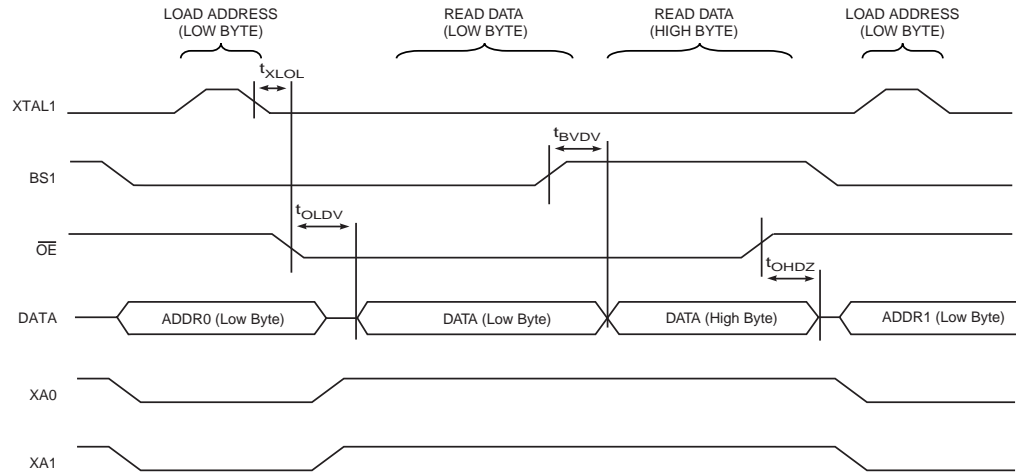 LOAD ADDRESS
(LOW BYTE)
READ DATA
(LOW BYTE)
READ DATA
(HIGH BYTE)
LOAD ADDRESS
(LOW BYTE)
tXLOL
XTAL1
tBVDV
BS1
tOLDV
OE
tOHDZ
DATA
ADDR0 (Low Byte)
DATA (Low Byte)
DATA (High Byte)
ADDR1 (Low Byte)
XA0
XA1